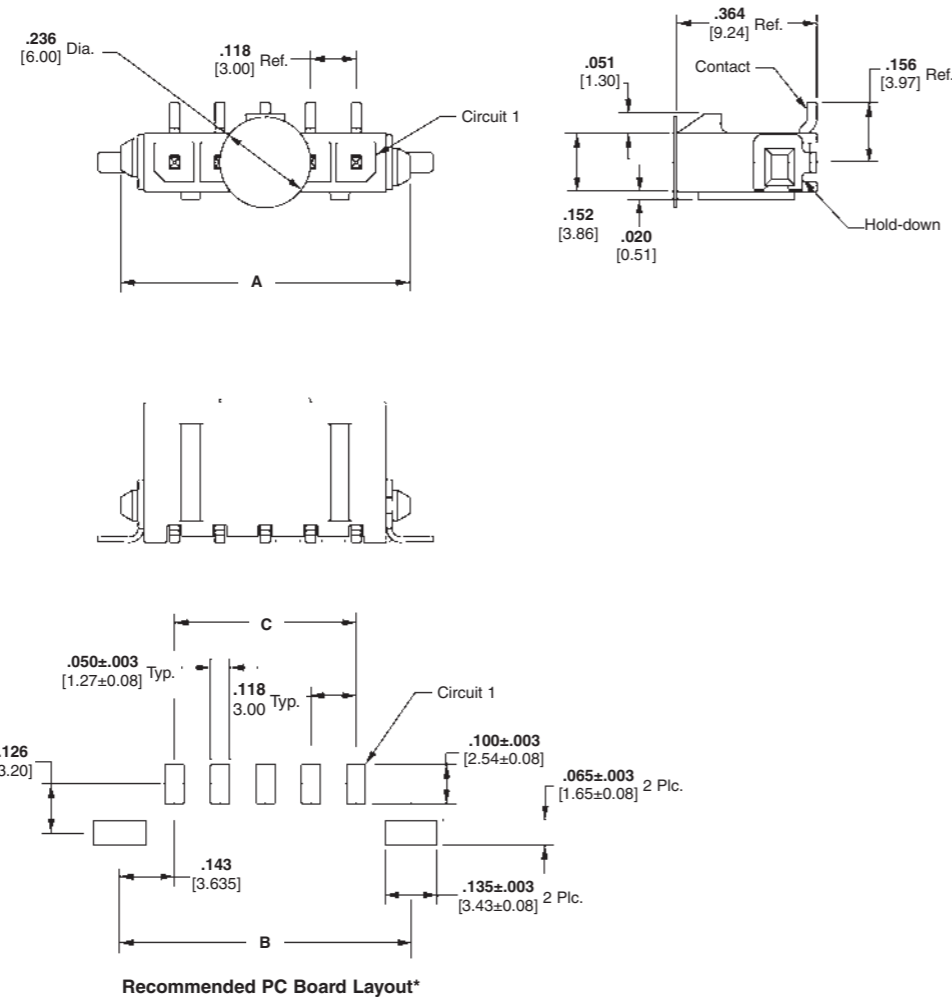 .236
[6.00] Dia.
.118
[3.00] Ref.
Circuit 1
A
.364
[9.24] Ref.
.051
[1.30]
Contact
.156
[3.97] Ref.
.152
[3.86]
.020
[0.51]
Hold-down
C
.050±.003
[1.27±0.08] Typ.
.118
3.00 Typ.
Circuit 1
.126
3.20]
.100±.003
[2.54±0.08]
.065±.003
[1.65±0.08] 2 Plc.
.143
[3.635]
.135±.003
[3.43±0.08] 2 Plc.
B
Recommended PC Board Layout*